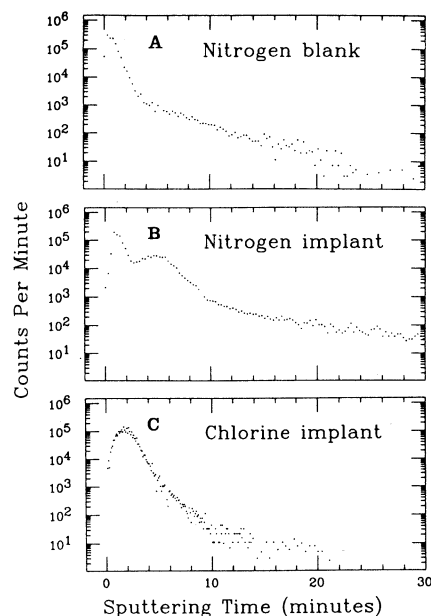 10^6
10^5
10^4
10^3
10^2
10^1
A
Nitrogen blank
10^6
10^5
10^4
10^3
10^2
10^1
B
Nitrogen implant
10^6
10^5
10^4
10^3
10^2
10^1
C
Chlorine implant
Counts Per Minute
0 10 20 30
Sputtering Time (minutes)